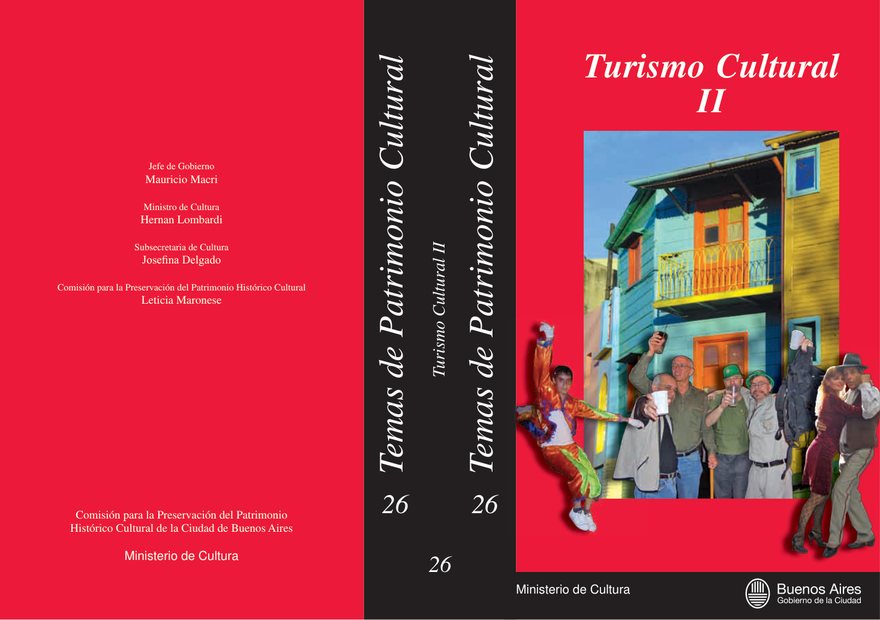 Jefe de Gobierno
Mauricio Macri
Ministro de Cultura
Hernan Lombardi
Subsecretaria de Cultura
Josefina Delgado
Comisión para la Preservación del Patrimonio Histórico Cultural
Leticia Maronese
Comisión para la Preservación del Patrimonio
Histórico Cultural de la Ciudad de Buenos Aires
Ministerio de Cultura
26 Temas de Patrimonio Cultural
26 Turismo Cultural II
26 Temas de Patrimonio Cultural
Turismo Cultural
II
Ministerio de Cultura
Buenos Aires
Gobierno de la Ciudad